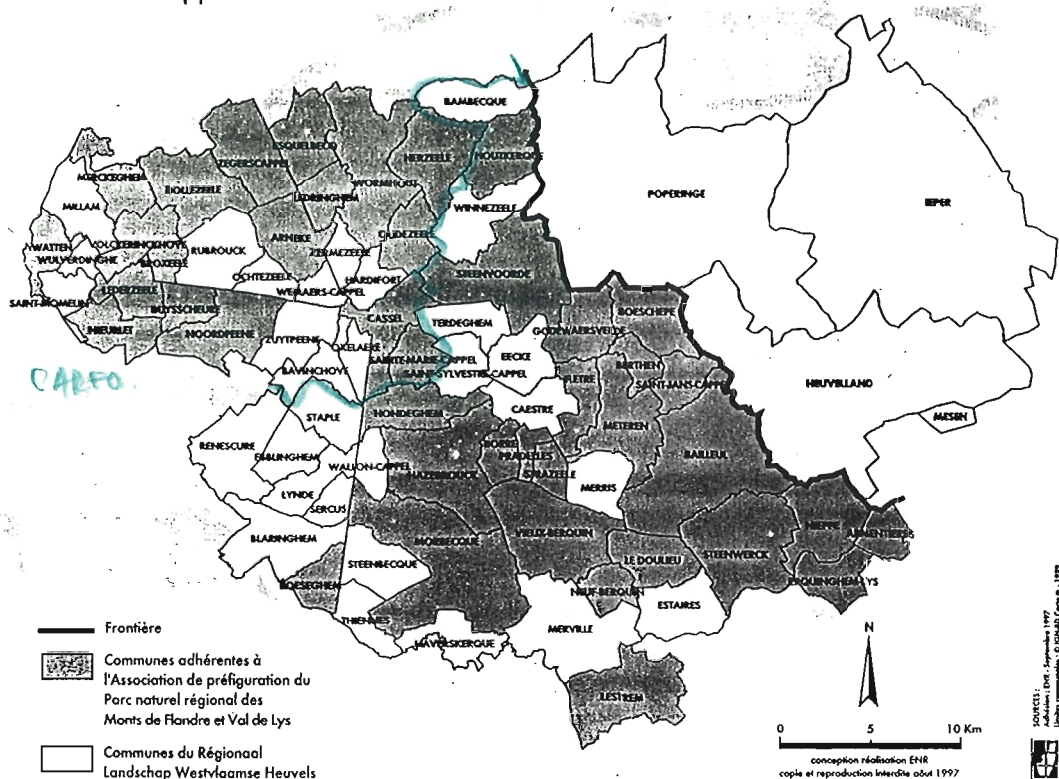 BAMBECQUE
ESQUELBECQ
ZEGERSCAPPEL
HERZEELE
HOUTKERQUE
MERCKEGHEM
BOLLEZEELE
LEDRINGHEM
WORMHOUT
MILLAM
WINNEZEELE
POPERINGE
IEPER
WATTEN
VOLCKERINCKHOVE
RUBROUCK
ARNEKE
ZERMEZEELE
OUDEZEELE
WULVERDINGHE
BROXEELE
OCHTEZEELE
HARDIFORT
STEENVOORDE
LEDERZEELE
WEMAERS-CAPPEL
SAINT-MOMELIN
BUYSSCHEURE
CASSEL
TERDEGHEM
BOESCHEPE
NIEURLET
NOORDPEENE
ZUYTPEENE
OXELAERE
GODEWAERSVELDE
SAINTE-MARIE-CAPPEL
EECKE
BERTHEN
BAVINCHOVE
SAINT-SYLVESTRE-CAPPEL
FLETRE
SAINT-JANS-CAPPEL
HEUVELLAND
CARFO.
CAESTRE
MESEN
STAPLE
HONDEGHEM
METEREN
RENESCURE
EBBLINGHEM
BORRE
PRADELLES
BAILLEUL
WALLON-CAPPEL
HAZEBROUCK
STRAZEELE
LYNDE
MERRIS
SERCUS
BLARINGHEM
MORBECQUE
VIEUX-BERQUIN
NIEPPE
ARMENTIERES
STEENBECQUE
LE DOULIEU
STEENWERCK
BOESEGHEM
NEUF-BERQUIN
ERQUINGHEM-LYS
ESTAIRES
THIENNES
MERVILLE
HAVERSKERQUE
LESTREM
Frontière
Communes adhérentes à
l'Association de préfiguration du
Parc naturel régional des
Monts de Flandre et Val de Lys
Communes du Régionaal
Landschap Westvlaamse Heuvels
N
0 5 10 Km
conception réalisation ENR
copie et reproduction interdite août 1997
SOURCES :
Adhésion : ENR - Septembre 1997